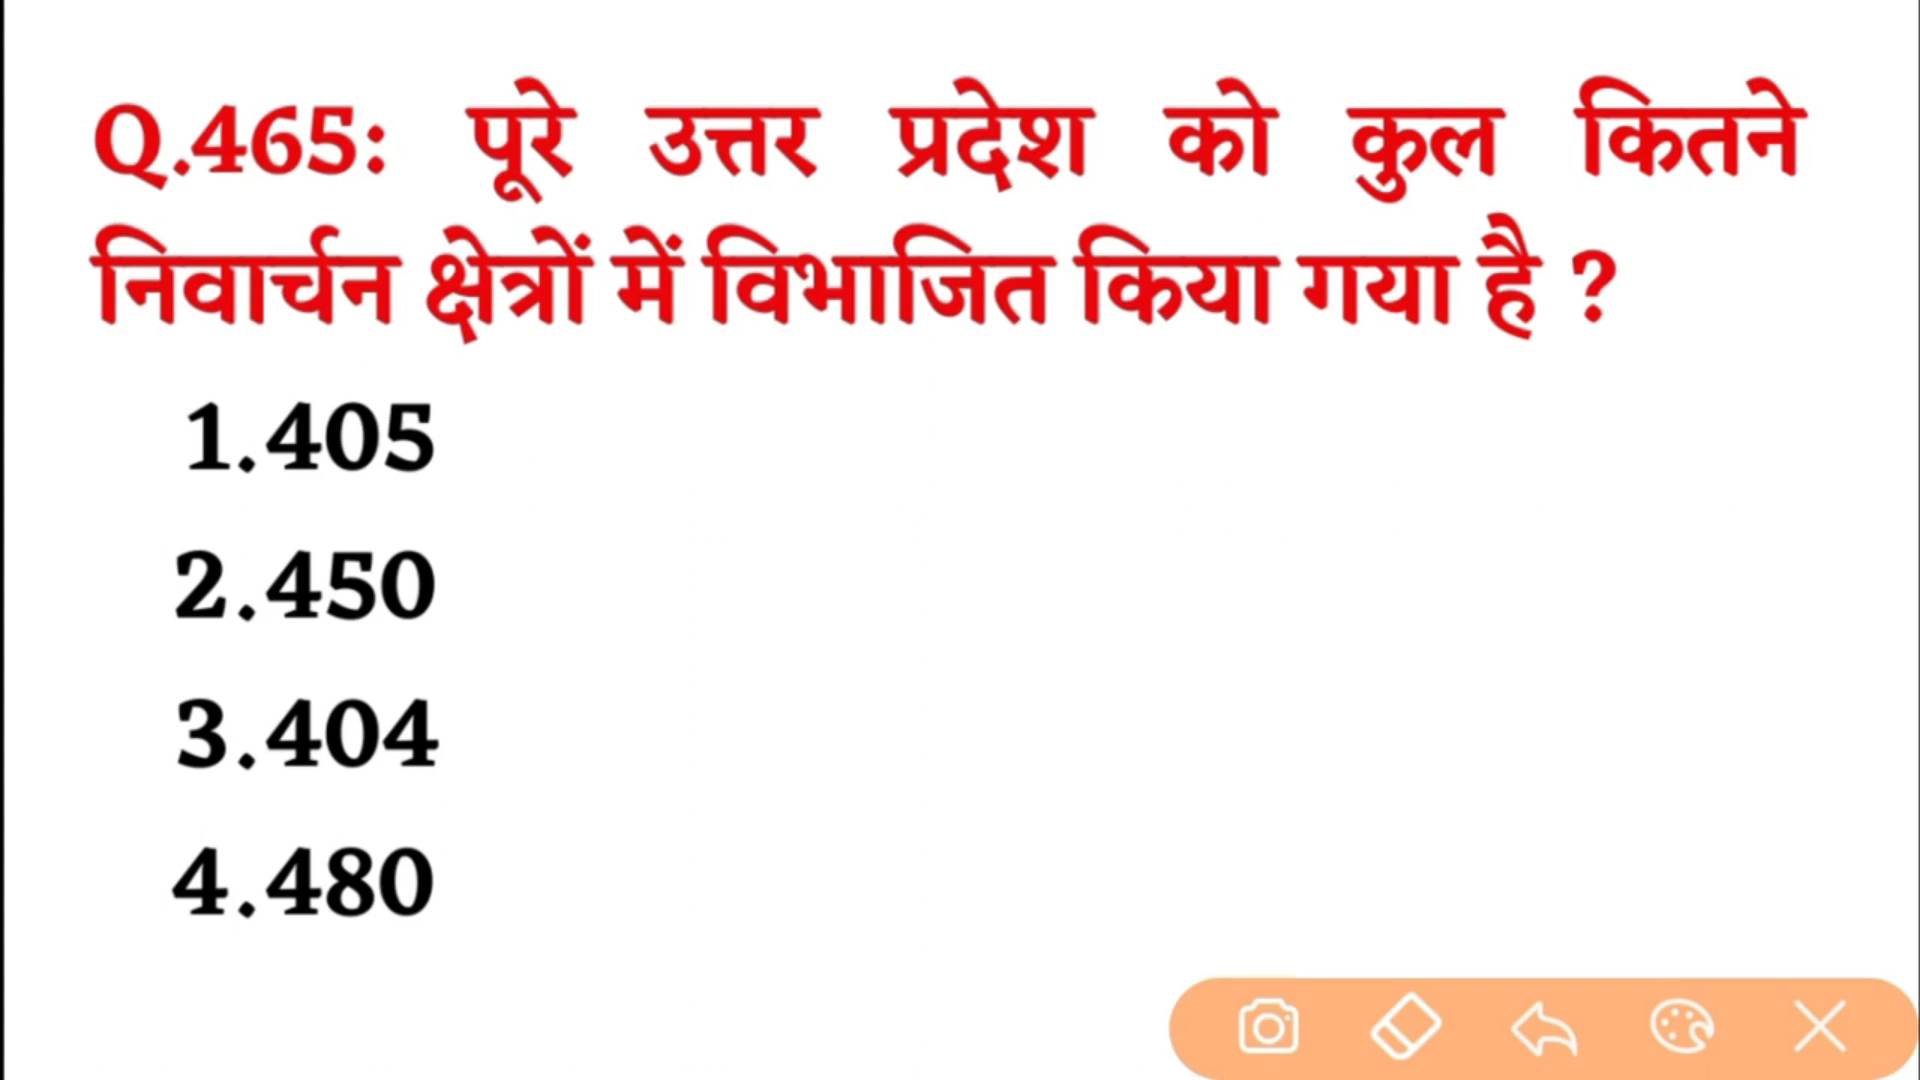 Q.465: पूरे उत्तर प्रदेश को कुल कितने
निवार्चन क्षेत्रों में विभाजित किया गया है ?
1.405
2.450
3.404
4.480